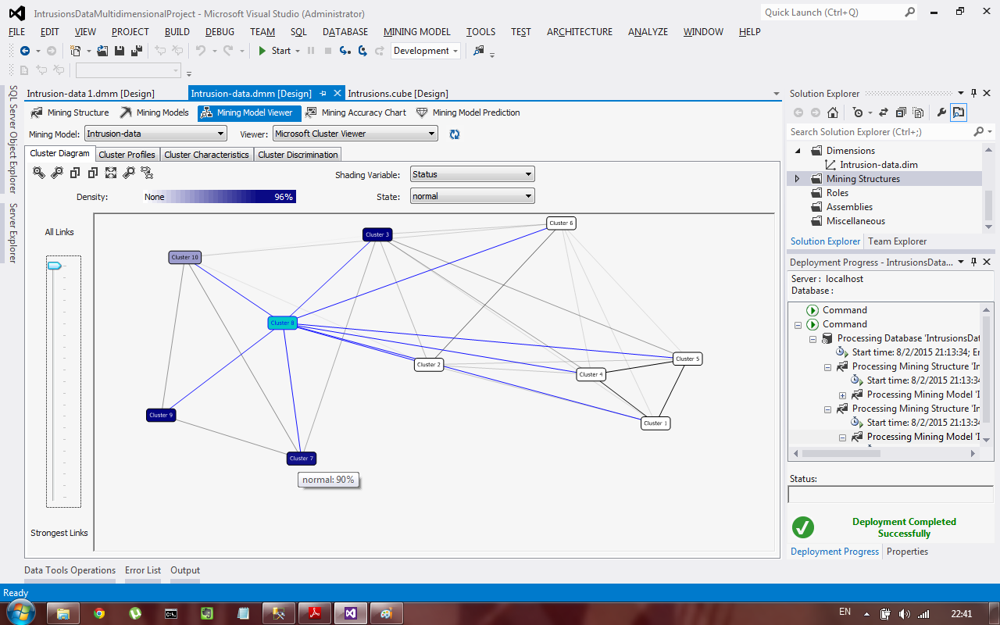 IntrusionsDataMultidimensionalProject - Microsoft Visual Studio (Administrator)
Quick Launch (Ctrl+Q)
FILE EDIT VIEW PROJECT BUILD DEBUG TEAM SQL DATABASE MINING MODEL TOOLS TEST ARCHITECTURE ANALYZE WINDOW HELP
Start
Development
SQL Server Object Explorer
Server Explorer
Intrusion-data 1.dmm [Design]
Intrusion-data.dmm [Design]
Intrusions.cube [Design]
Mining Structure
Mining Models
Mining Model Viewer
Mining Accuracy Chart
Mining Model Prediction
Mining Model:
Intrusion-data
Viewer:
Microsoft Cluster Viewer
Cluster Diagram
Cluster Profiles
Cluster Characteristics
Cluster Discrimination
Shading Variable:
Status
Density:
None
96%
State:
normal
All Links
Strongest Links
Cluster 6
Cluster 3
Cluster 10
Cluster 8
Cluster 2
Cluster 5
Cluster 4
Cluster 9
Cluster 1
Cluster 7
normal: 90%
Solution Explorer
Search Solution Explorer (Ctrl+;)
Dimensions
Intrusion-data.dim
Mining Structures
Roles
Assemblies
Miscellaneous
Solution Explorer
Team Explorer
Deployment Progress - IntrusionsData...
Server : localhost
Database :
Command
Command
Processing Database 'IntrusionsDat
Start time: 8/2/2015 21:13:34; En
Processing Mining Structure 'In
Start time: 8/2/2015 21:13:34
Processing Mining Model 'I
Processing Mining Structure 'In
Start time: 8/2/2015 21:13:34
Processing Mining Model 'I
Status:
Deployment Completed
Successfully
Deployment Progress
Properties
Data Tools Operations
Error List
Output
Ready
EN
22:41